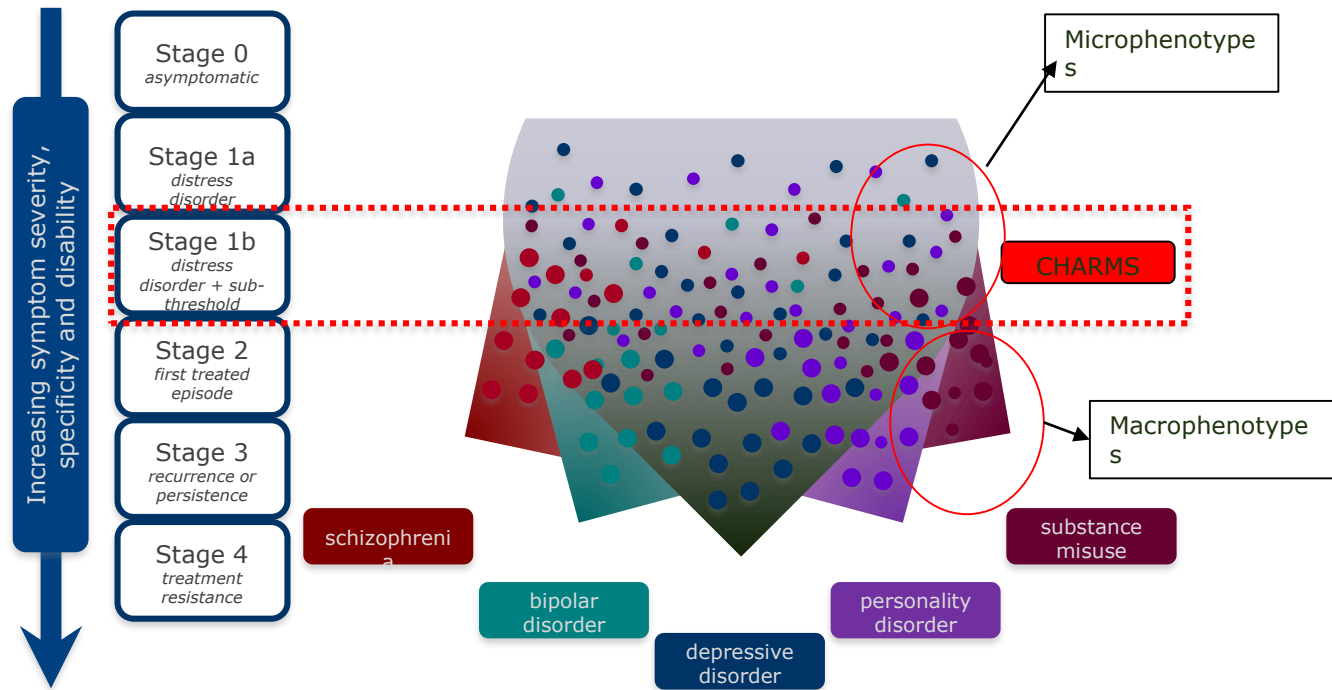 Increasing symptom severity,
specificity and disability
Stage 0
asymptomatic
Stage 1a
distress
disorder
Stage 1b
distress
disorder + sub-
threshold
Stage 2
first treated
episode
Stage 3
recurrence or
persistence
Stage 4
treatment
resistance
Microphenotype
s
CHARMS
Macrophenotype
s
schizophreni
a
bipolar
disorder
depressive
disorder
personality
disorder
substance
misuse